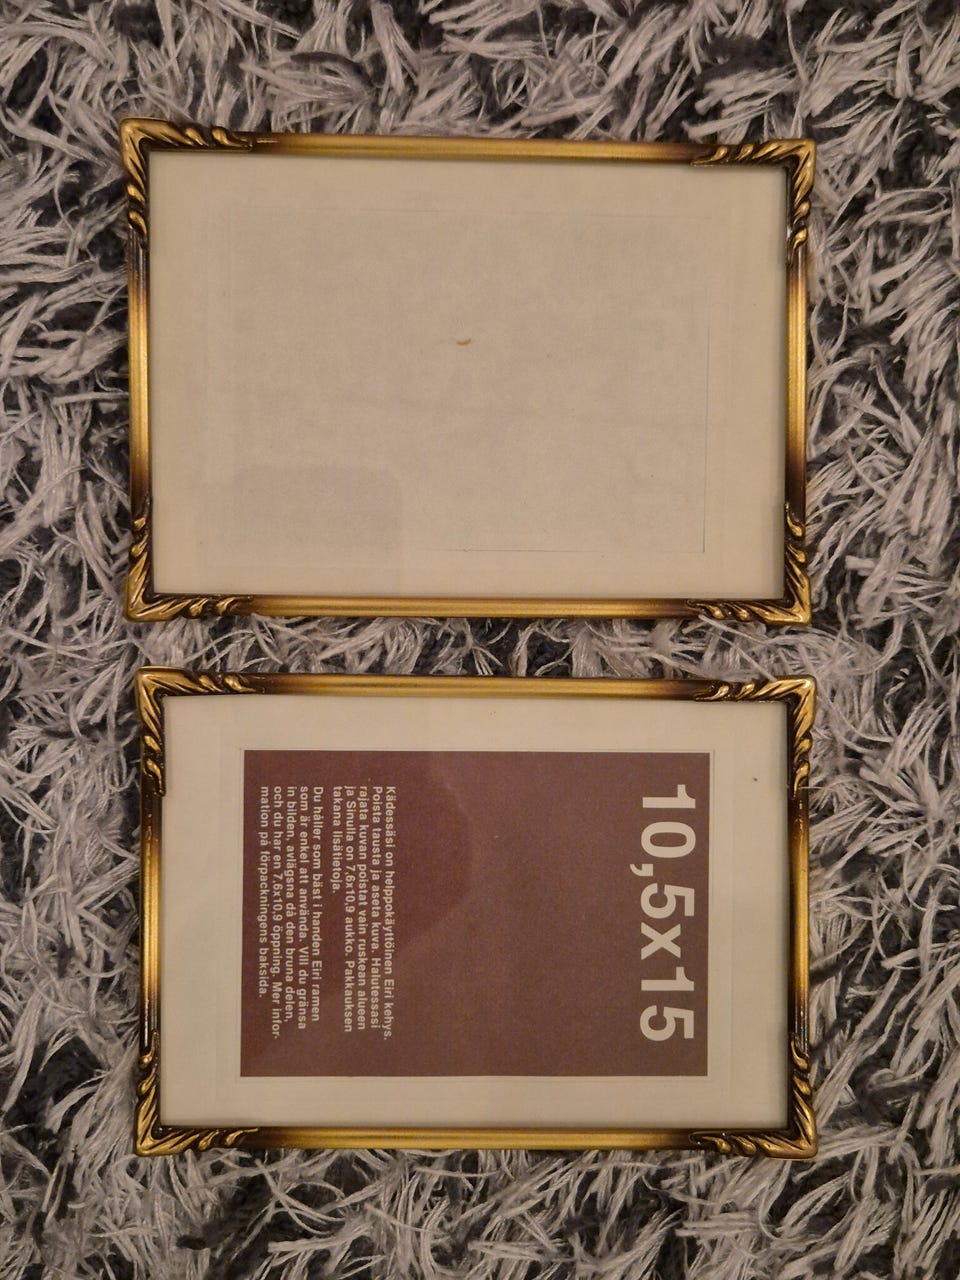 10,5x15
Kädessäsi on helppokäyttöinen Eiri kehys.
Poista tausta ja aseta kuva. Halutessasi
rajata kuvan poistat vain ruskean alueen
ja Sinulla on 7,6x10,9 aukko. Pakkauksen
takana lisätietoja.
Du håller som bäst i handen Eiri ramen
som är enkel att använda. Vill du gränsa
in bilden, avlägsna då den bruna delen,
och du har en 7,6x10,9 öppning. Mer infor-
mation på förpackningens baksida.